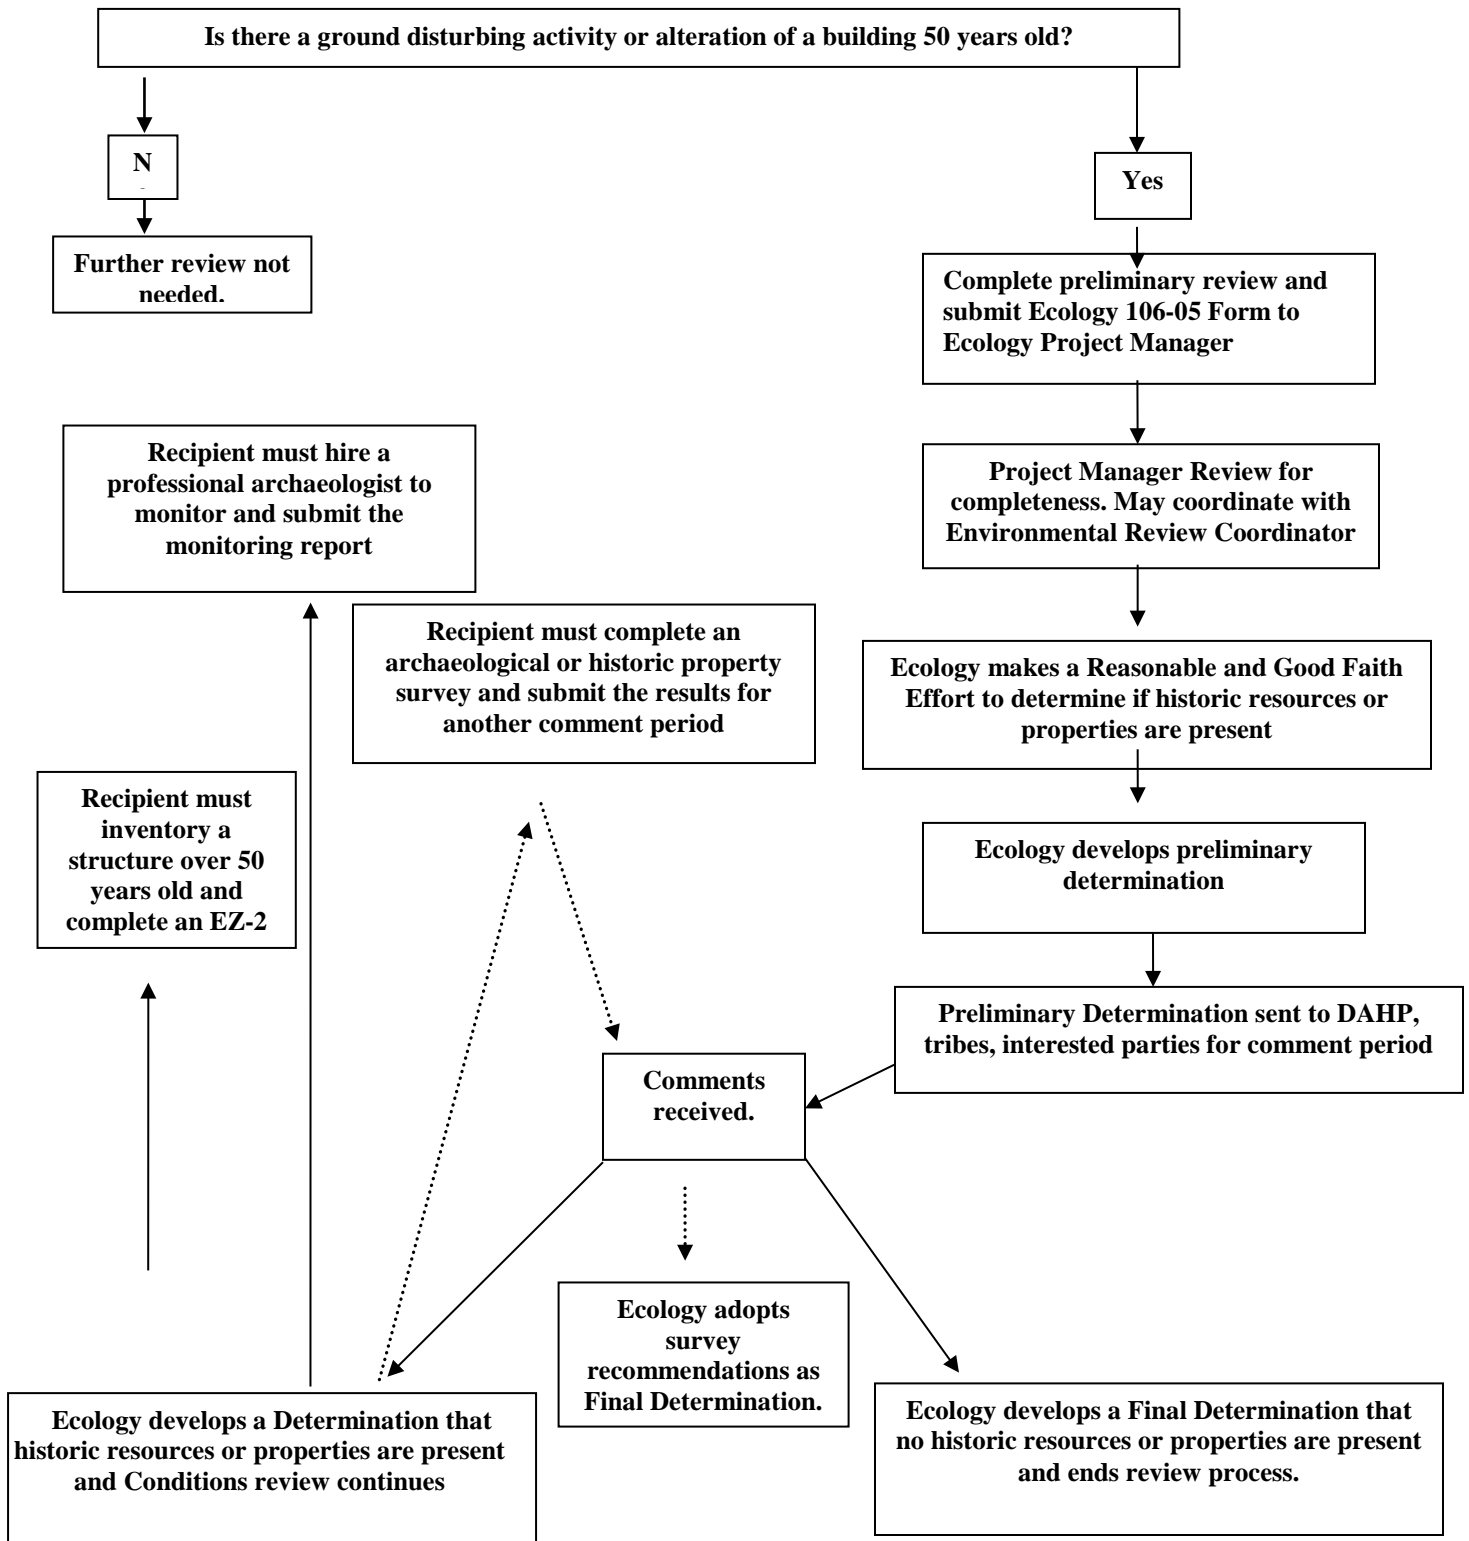 Is there a ground disturbing activity or alteration of a building 50 years old?
N
Yes
Further review not
needed.
Complete preliminary review and
submit Ecology 106-05 Form to
Ecology Project Manager
Recipient must hire a
professional archaeologist to
monitor and submit the
monitoring report
Project Manager Review for
completeness. May coordinate with
Environmental Review Coordinator
Recipient must complete an
archaeological or historic property
survey and submit the results for
another comment period
Ecology makes a Reasonable and Good Faith
Effort to determine if historic resources or
properties are present
Recipient must
inventory a
structure over 50
years old and
complete an EZ-2
Ecology develops preliminary
determination
Preliminary Determination sent to DAHP,
tribes, interested parties for comment period
Comments
received.
Ecology adopts
survey
recommendations as
Final Determination.
Ecology develops a Determination that
historic resources or properties are present
and Conditions review continues
Ecology develops a Final Determination that
no historic resources or properties are present
and ends review process.